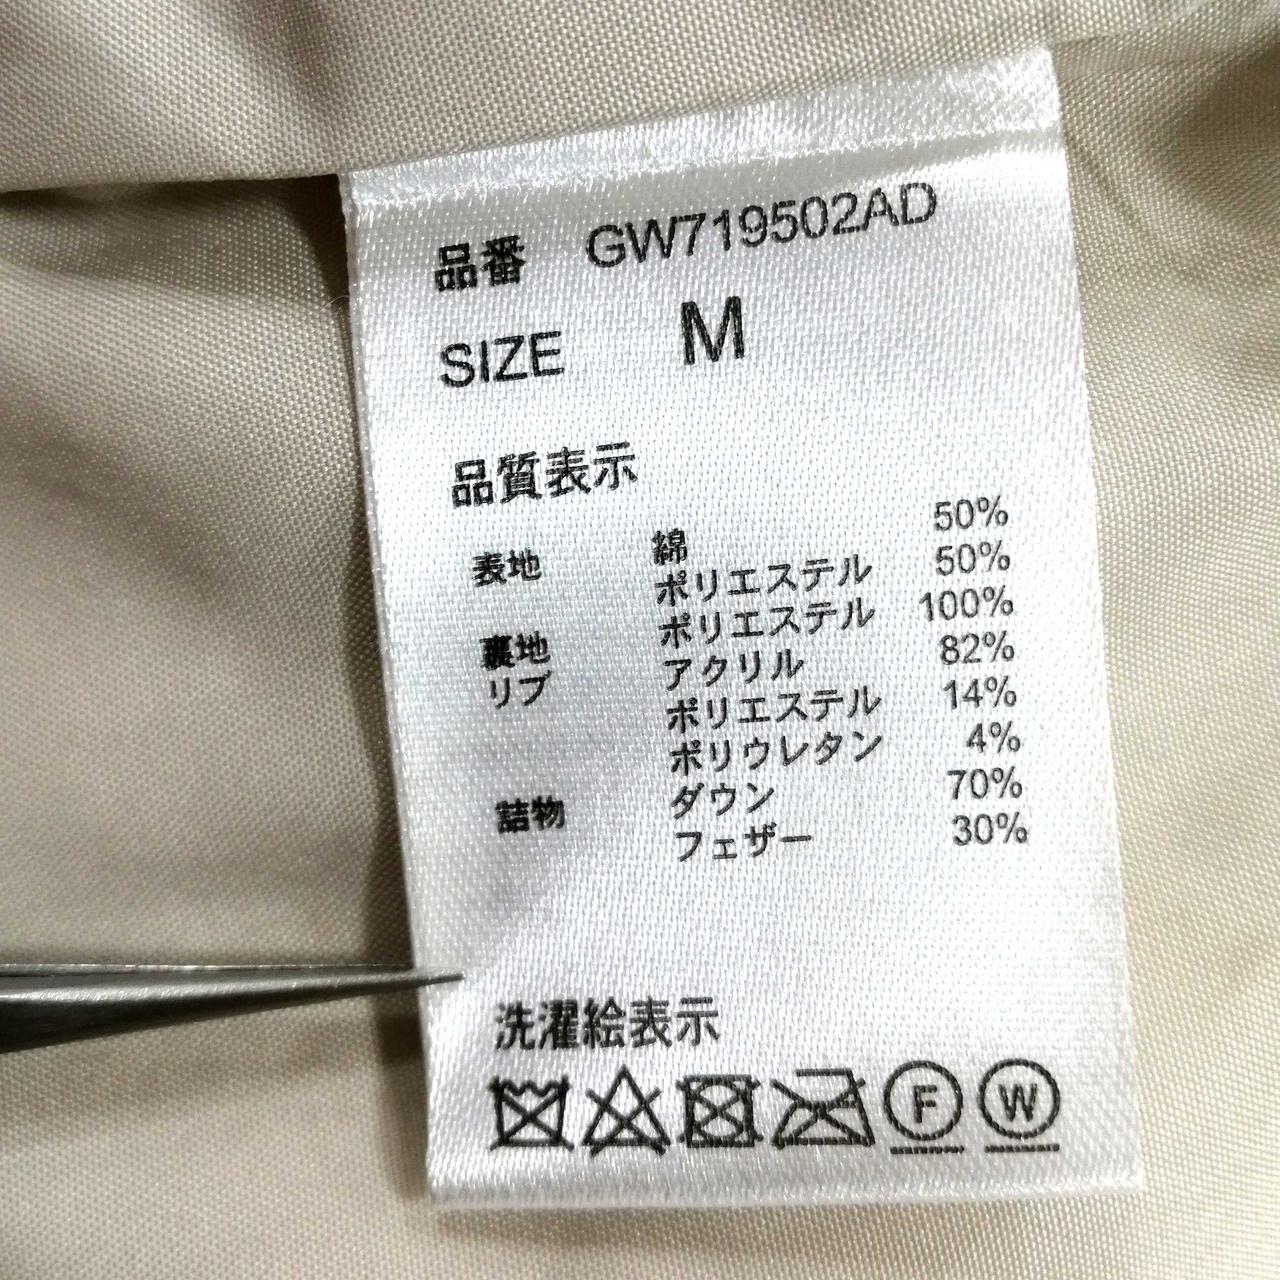 品番 GW719502AD
SIZE M
品質表示
表地 綿 50%
ポリエステル 50%
裏地 ポリエステル 100%
リブ アクリル 82%
ポリエステル 14%
ポリウレタン 4%
詰物 ダウン 70%
フェザー 30%
洗濯絵表示
F W